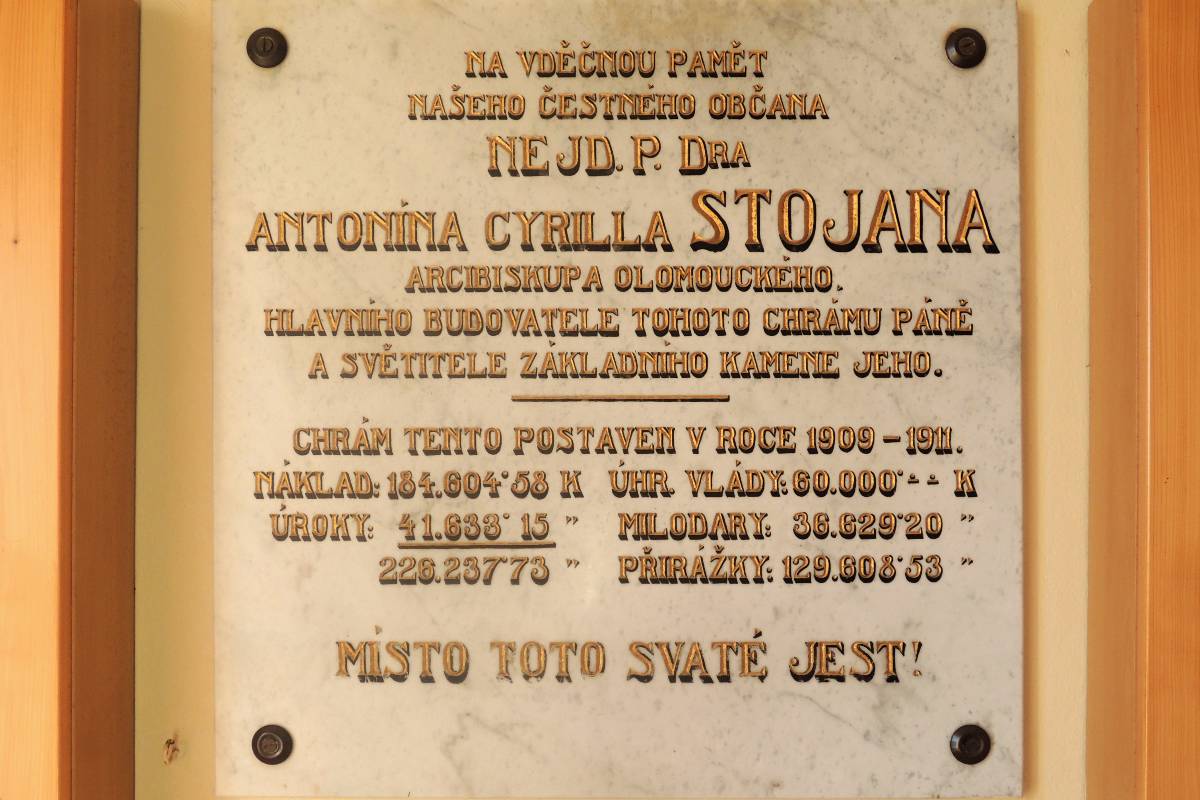 NA VDĚČNOU PAMĚT
NAŠEHO ČESTNÉHO OBČANA
NEJD. P. DRA
ANTONÍNA CYRILLA STOJANA
ARCIBISKUPA OLOMOUCKÉHO.
HLAVNÍHO BUDOVATELE TOHOTO CHRÁMU PÁNĚ
A SVĚTITELE ZÁKLADNÍHO KAMENE JEHO.
CHRÁM TENTO POSTAVEN V ROCE 1909 – 1911.
NÁKLAD: 184.604·58 K ÚHR. VLÁDY: 60.000·-- K
ÚROKY: 41.633·15 " MILODARY: 36.629·20 "
226.237·73 " PŘIRÁŽKY: 129.608·53 "
MÍSTO TOTO SVATÉ JEST!